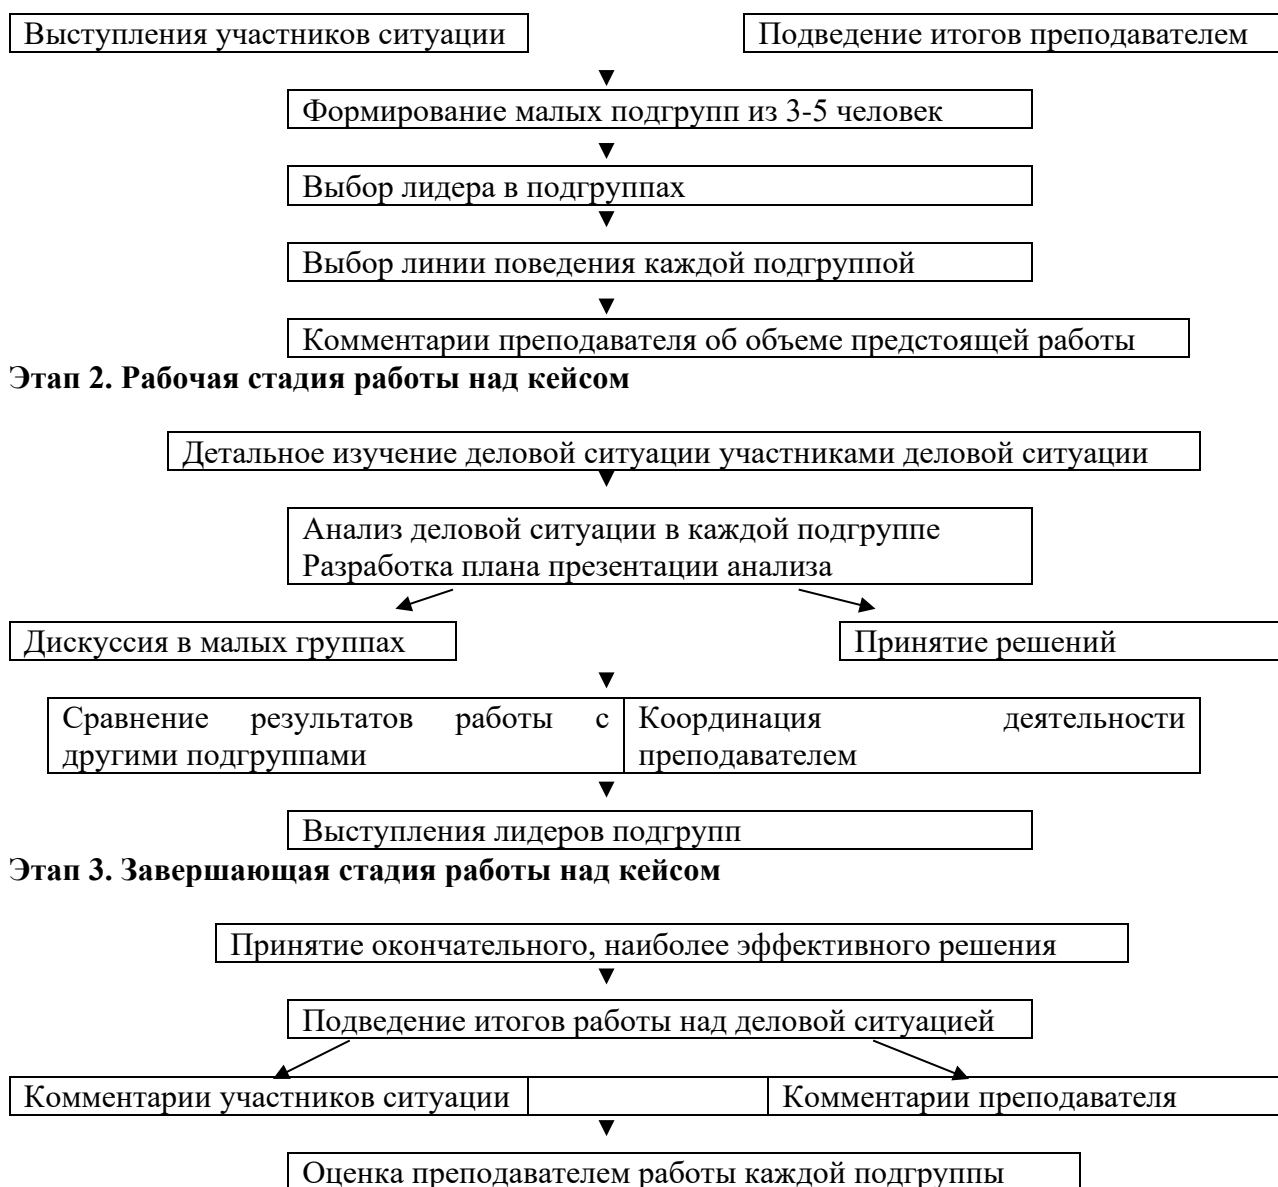 Выступления участников ситуации
Подведение итогов преподавателем
Формирование малых подгрупп из 3-5 человек
Выбор лидера в подгруппах
Выбор линии поведения каждой подгруппой
Комментарии преподавателя об объеме предстоящей работы
Этап 2. Рабочая стадия работы над кейсом
Детальное изучение деловой ситуации участниками деловой ситуации
Анализ деловой ситуации в каждой подгруппе
Разработка плана презентации анализа
Дискуссия в малых группах
Принятие решений
Сравнение результатов работы с
другими подгруппами
Координация деятельности
преподавателем
Выступления лидеров подгрупп
Этап 3. Завершающая стадия работы над кейсом
Принятие окончательного, наиболее эффективного решения
Подведение итогов работы над деловой ситуацией
Комментарии участников ситуации
Комментарии преподавателя
Оценка преподавателем работы каждой подгруппы